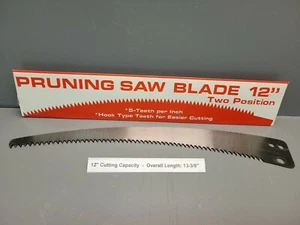 PRUNING SAW BLADE 12"
Two Position
*5-Teeth per Inch
*Hook Type Teeth for Easier Cutting
12" Cutting Capacity - Overall Length: 13-3/8"